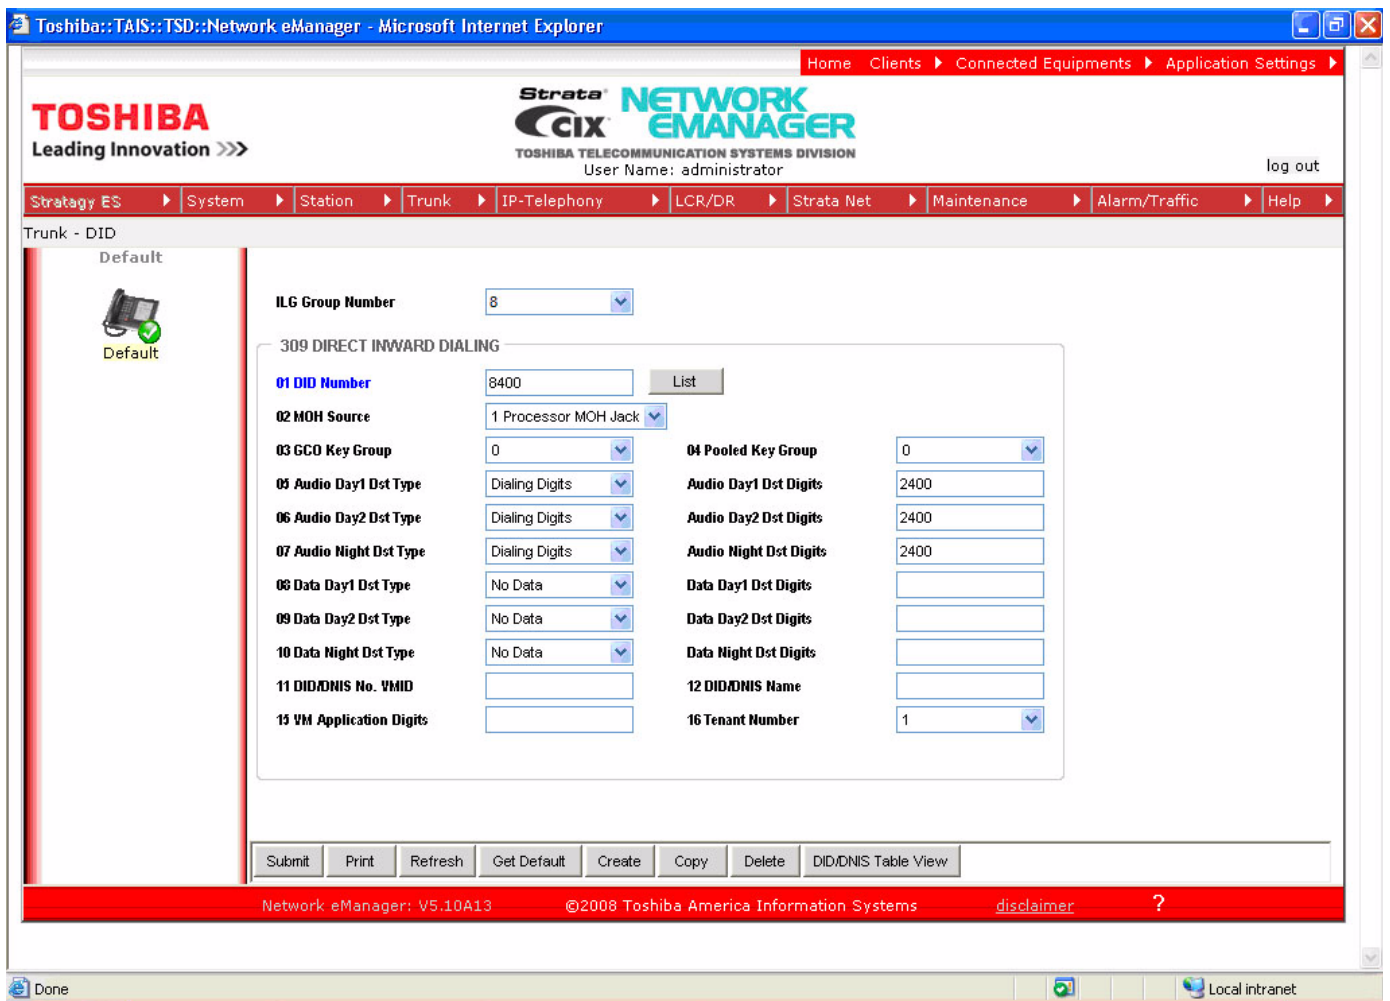 Toshiba::TAIS::TSD::Network eManager - Microsoft Internet Explorer
Home Clients Connected Equipments Application Settings
TOSHIBA
Leading Innovation >>>
Strata CIX NETWORK EMANAGER
TOSHIBA TELECOMMUNICATION SYSTEMS DIVISION
User Name: administrator
log out
Stratagy ES System Station Trunk IP-Telephony LCR/DR Strata Net Maintenance Alarm/Traffic Help
Trunk - DID
Default
Default
ILG Group Number 8
309 DIRECT INWARD DIALING
01 DID Number 8400 List
02 MOH Source 1 Processor MOH Jack
03 GCO Key Group 0 04 Pooled Key Group 0
05 Audio Day1 Dst Type Dialing Digits Audio Day1 Dst Digits 2400
06 Audio Day2 Dst Type Dialing Digits Audio Day2 Dst Digits 2400
07 Audio Night Dst Type Dialing Digits Audio Night Dst Digits 2400
08 Data Day1 Dst Type No Data Data Day1 Dst Digits
09 Data Day2 Dst Type No Data Data Day2 Dst Digits
10 Data Night Dst Type No Data Data Night Dst Digits
11 DID/DNIS No. VMID 12 DID/DNIS Name
15 VM Application Digits 16 Tenant Number 1
Submit Print Refresh Get Default Create Copy Delete DID/DNIS Table View
Network eManager: V5.10A13 ©2008 Toshiba America Information Systems disclaimer ?
Done Local intranet